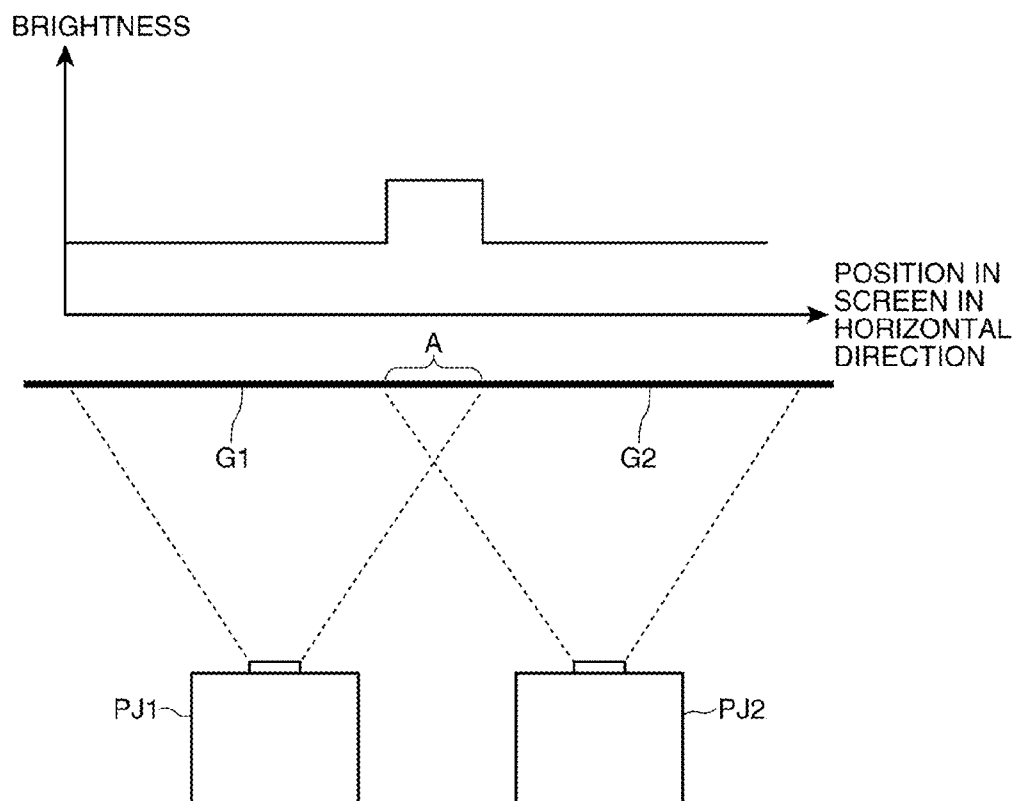 BRIGHTNESS
POSITION IN
SCREEN IN
HORIZONTAL
DIRECTION
A
G1
G2
PJ1
PJ2